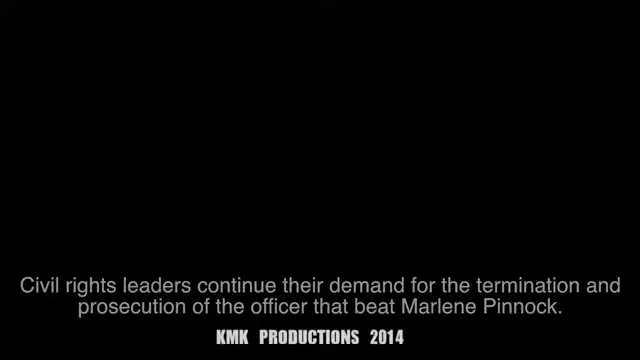 Civil rights leaders continue their demand for the termination and
prosecution of the officer that beat Marlene Pinnock.
KMK PRODUCTIONS 2014